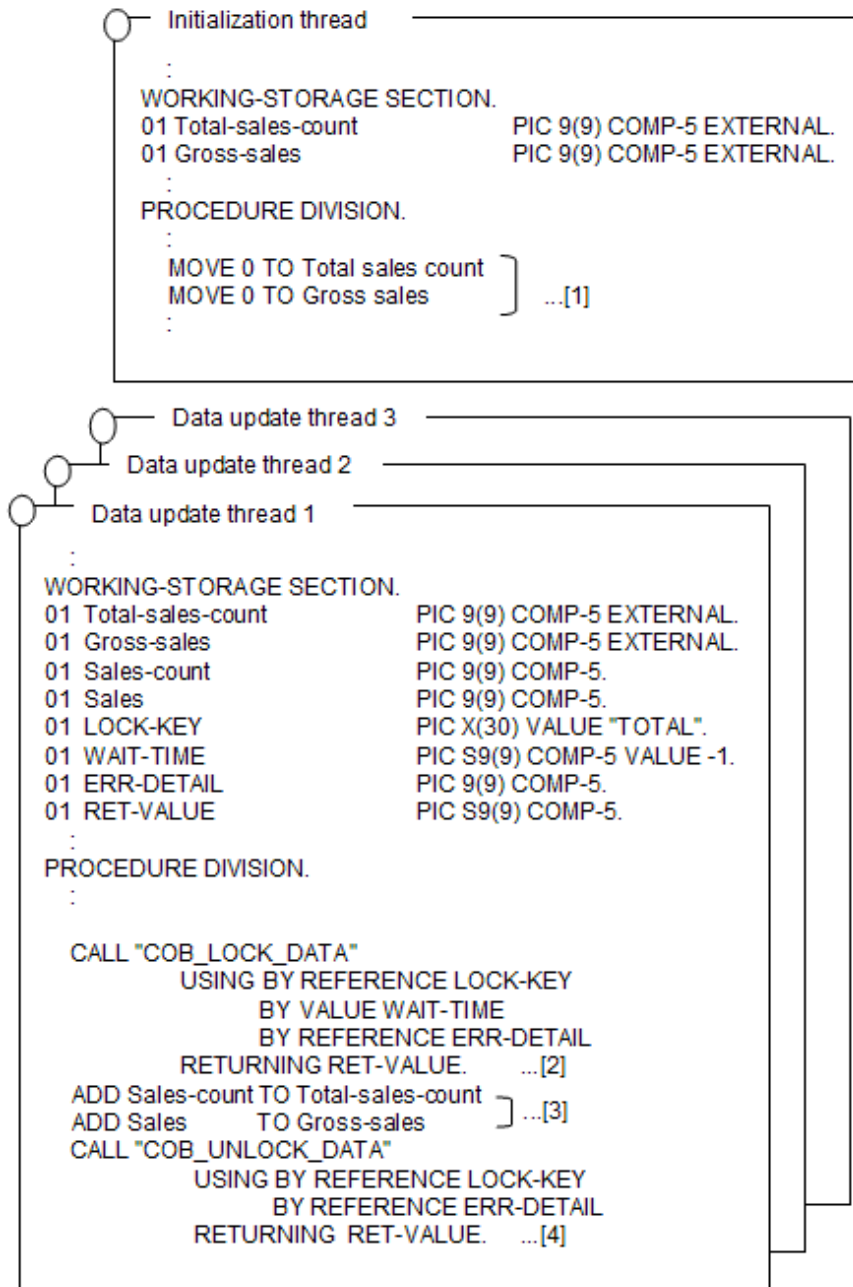 Initialization thread
:
WORKING-STORAGE SECTION.
01 Total-sales-count PIC 9(9) COMP-5 EXTERNAL.
01 Gross-sales PIC 9(9) COMP-5 EXTERNAL.
:
PROCEDURE DIVISION.
:
MOVE 0 TO Total sales count
MOVE 0 TO Gross sales ...[1]
:
Data update thread 3
Data update thread 2
Data update thread 1
:
WORKING-STORAGE SECTION.
01 Total-sales-count PIC 9(9) COMP-5 EXTERNAL.
01 Gross-sales PIC 9(9) COMP-5 EXTERNAL.
01 Sales-count PIC 9(9) COMP-5.
01 Sales PIC 9(9) COMP-5.
01 LOCK-KEY PIC X(30) VALUE "TOTAL".
01 WAIT-TIME PIC S9(9) COMP-5 VALUE -1.
01 ERR-DETAIL PIC 9(9) COMP-5.
01 RET-VALUE PIC S9(9) COMP-5.
:
PROCEDURE DIVISION.
:
CALL "COB_LOCK_DATA"
USING BY REFERENCE LOCK-KEY
BY VALUE WAIT-TIME
BY REFERENCE ERR-DETAIL
RETURNING RET-VALUE. ...[2]
ADD Sales-count TO Total-sales-count
ADD Sales TO Gross-sales ...[3]
CALL "COB_UNLOCK_DATA"
USING BY REFERENCE LOCK-KEY
BY REFERENCE ERR-DETAIL
RETURNING RET-VALUE. ...[4]